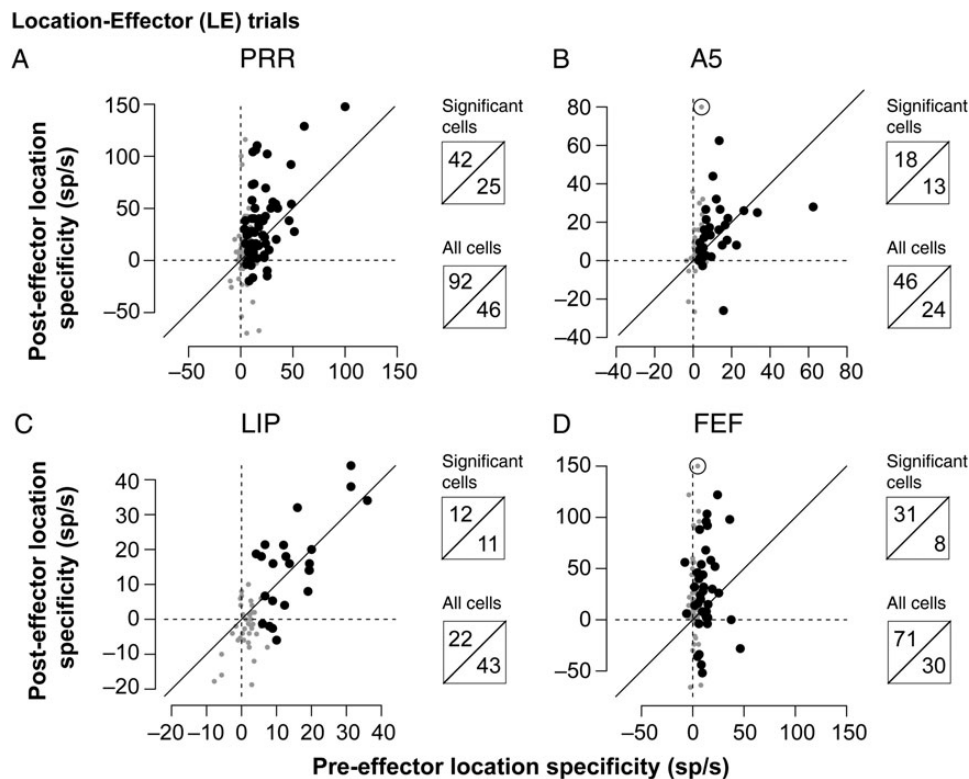 Location-Effector (LE) trials
A
PRR
Post-effector location
specificity (sp/s)
150
100
50
0
–50
–50 0 50 100 150
Significant
cells
42
25
All cells
92
46
B
A5
80
60
40
20
0
–20
–40
–40 –20 0 20 40 60 80
Significant
cells
18
13
All cells
46
24
C
LIP
Post-effector location
specificity (sp/s)
40
30
20
10
0
–10
–20
–20 –10 0 10 20 30 40
Significant
cells
12
11
All cells
22
43
D
FEF
150
100
50
0
–50
–50 0 50 100 150
Significant
cells
31
8
All cells
71
30
Pre-effector location specificity (sp/s)